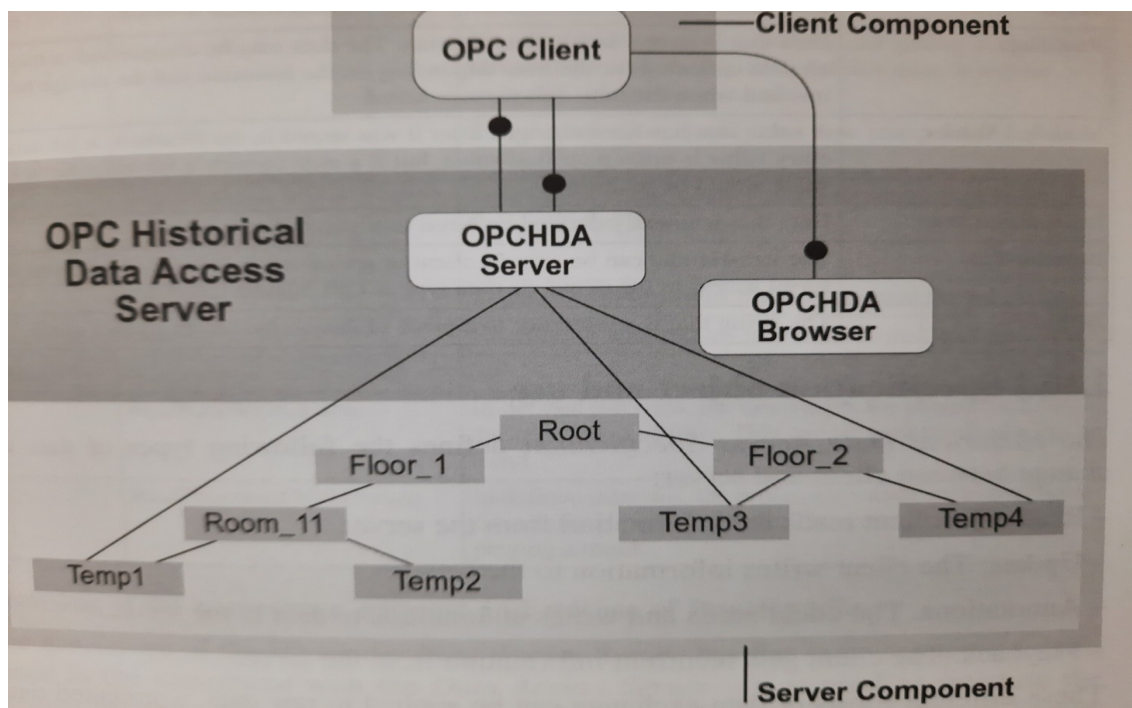 Client Component
OPC Client
OPC Historical
Data Access
Server
OPCHDA
Server
OPCHDA
Browser
Root
Floor_1
Floor_2
Room_11
Temp3
Temp4
Temp1
Temp2
Server Component